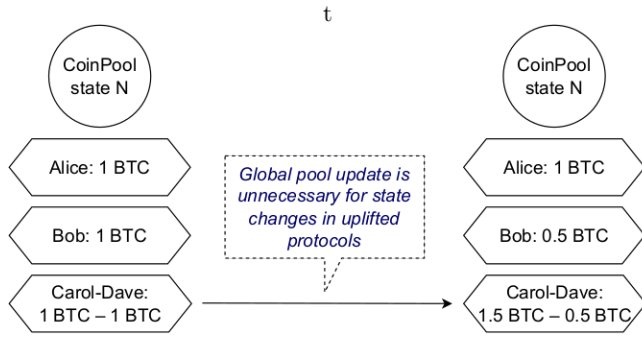 t
CoinPool
state N
Alice: 1 BTC
Bob: 1 BTC
Carol-Dave:
1 BTC – 1 BTC
Global pool update is
unnecessary for state
changes in uplifted
protocols
CoinPool
state N
Alice: 1 BTC
Bob: 0.5 BTC
Carol-Dave:
1.5 BTC – 0.5 BTC